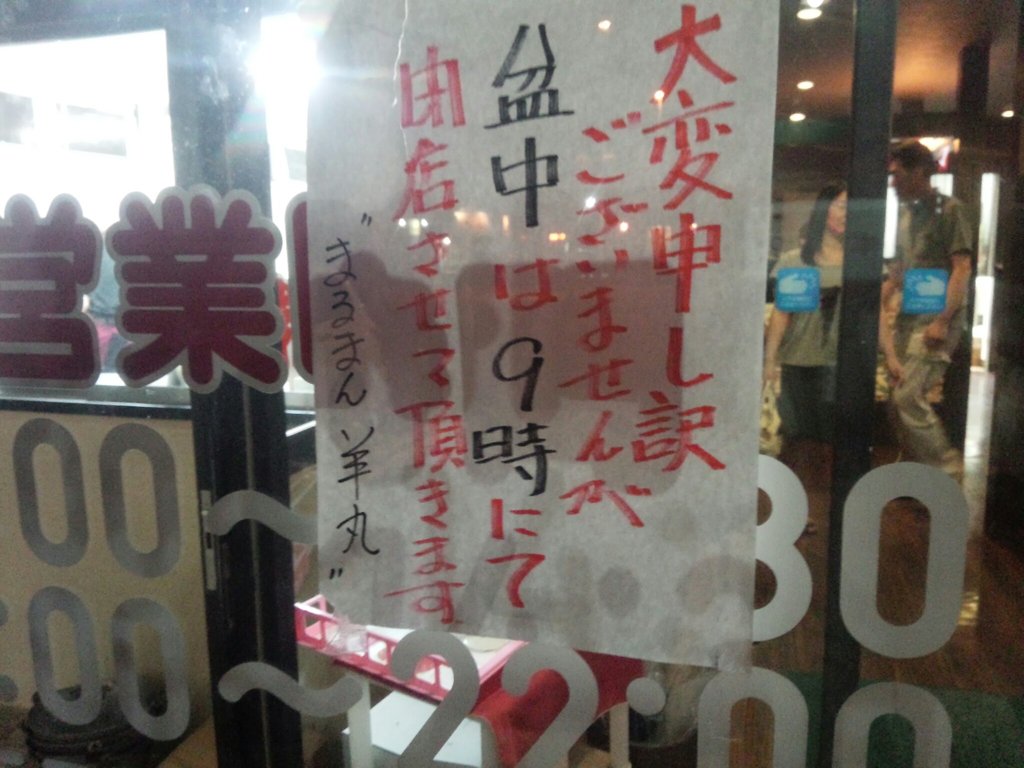 大変申し訳
ございませんが
盆中は9時にて
閉店させて頂きます
"まるまん 羊丸"
営業
00
～
30
:00
～
22:00